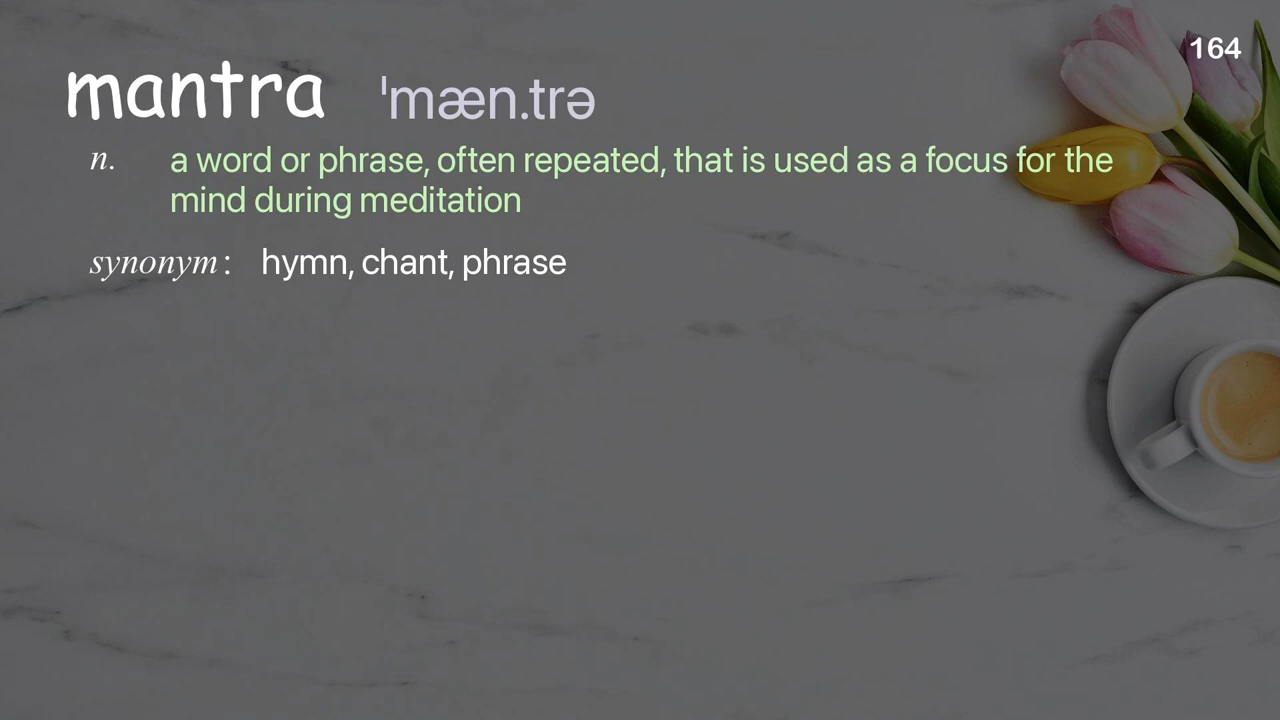 164
mantra ˈmæn.trə
n. a word or phrase, often repeated, that is used as a focus for the
mind during meditation
synonym : hymn, chant, phrase